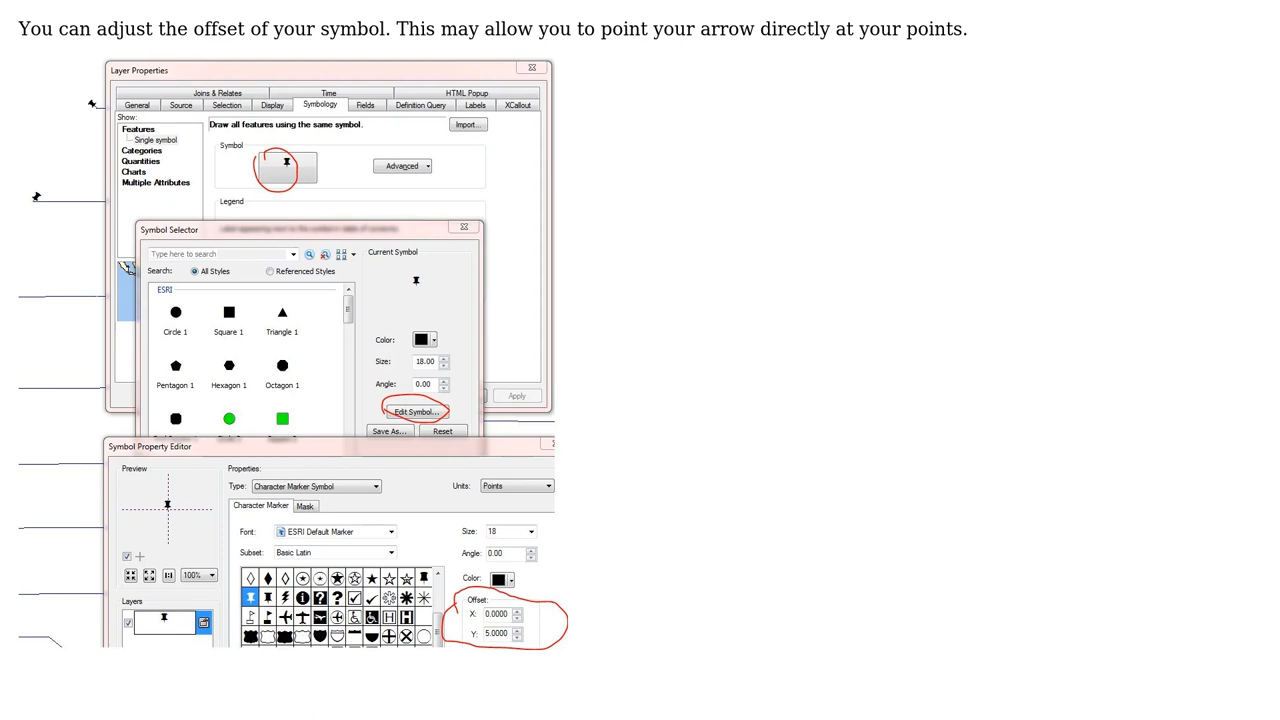 You can adjust the offset of your symbol. This may allow you to point your arrow directly at your points.
Layer Properties
Joins & Relates Time HTML Popup
General Source Selection Display Symbology Fields Definition Query Labels XCallout
Show:
Features
Single symbol
Categories
Quantities
Charts
Multiple Attributes
Draw all features using the same symbol.
Import...
Symbol
Advanced
Legend
Apply
Symbol Selector
Type here to search
Search: All Styles Referenced Styles
ESRI
Circle 1 Square 1 Triangle 1
Pentagon 1 Hexagon 1 Octagon 1
Current Symbol
Color:
Size: 18.00
Angle: 0.00
Edit Symbol...
Save As... Reset
Symbol Property Editor
Preview
100%
Layers
Properties:
Type: Character Marker Symbol Units: Points
Character Marker Mask
Font: ESRI Default Marker
Subset: Basic Latin
Size: 18
Angle: 0.00
Color:
Offset:
X: 0.0000
Y: 5.0000